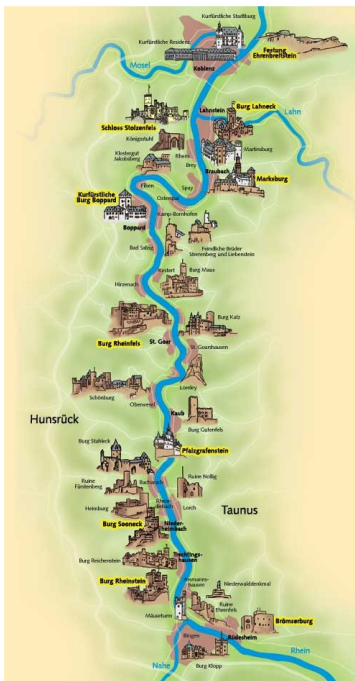 Kurfürstliche Stadtburg
Kurfürstliche Residenz
Festung
Ehrenbreitstein
Koblenz
Mosel
Lahnstein
Burg Lahneck
Lahn
Schloss Stolzenfels
Königsstuhl
Martinsburg
Klostergut
Jakobsberg
Rhens
Brey
Braubach
Marksburg
Filsen
Spay
Osterspai
Kurfürstliche
Burg Boppard
Kamp-Bornhofen
Boppard
Feindliche Brüder
Sterrenberg und Liebenstein
Bad Salzig
Kestert
Burg Maus
Hirzenach
Burg Katz
Burg Rheinfels
St. Goar
St. Goarshausen
Loreley
Schönburg
Oberwesel
Kaub
Hunsrück
Burg Gutenfels
Burg Stahleck
Pfalzgrafenstein
Bacharach
Ruine Nollig
Ruine
Fürstenberg
Rhein-
diebach
Lorch
Taunus
Heimburg
Burg Sooneck
Nieder-
heimbach
Burg Reichenstein
Trechtings-
hausen
Assmanns-
hausen
Niederwalddenkmal
Burg Rheinstein
Ruine
Ehrenfels
Brömserburg
Mäuseturm
Bingen
Rüdesheim
Rhein
Nahe
Burg Klopp